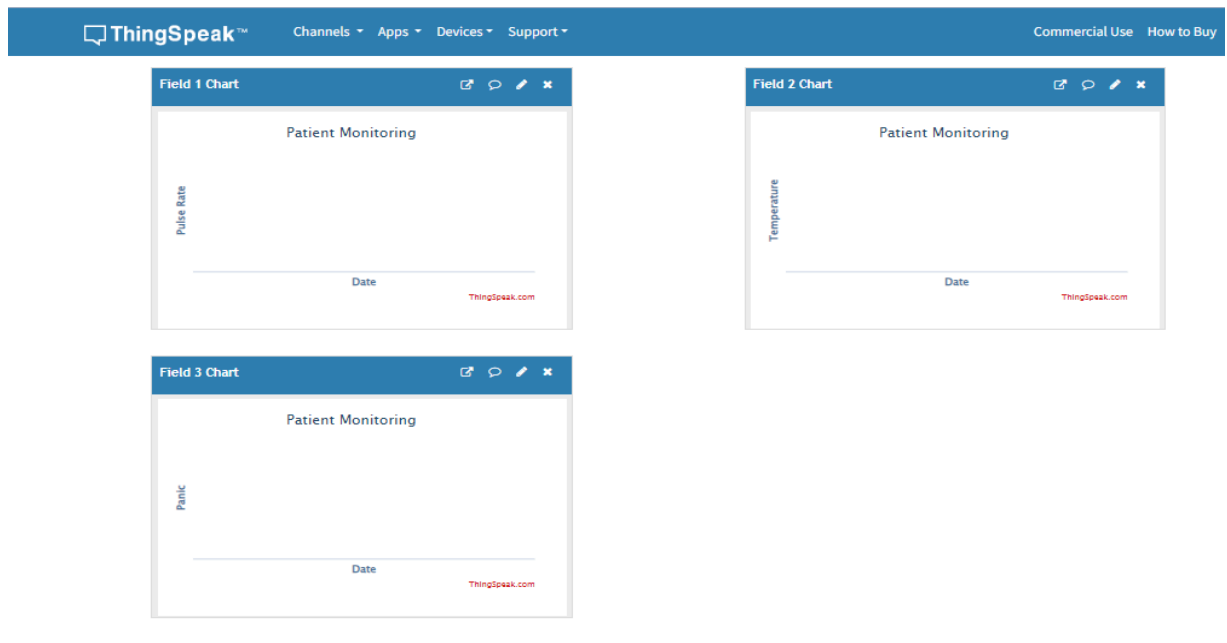 ThingSpeak™ Channels Apps Devices Support Commercial Use How to Buy
Field 1 Chart
Patient Monitoring
Pulse Rate
Date
ThingSpeak.com
Field 2 Chart
Patient Monitoring
Temperature
Date
ThingSpeak.com
Field 3 Chart
Patient Monitoring
Panic
Date
ThingSpeak.com